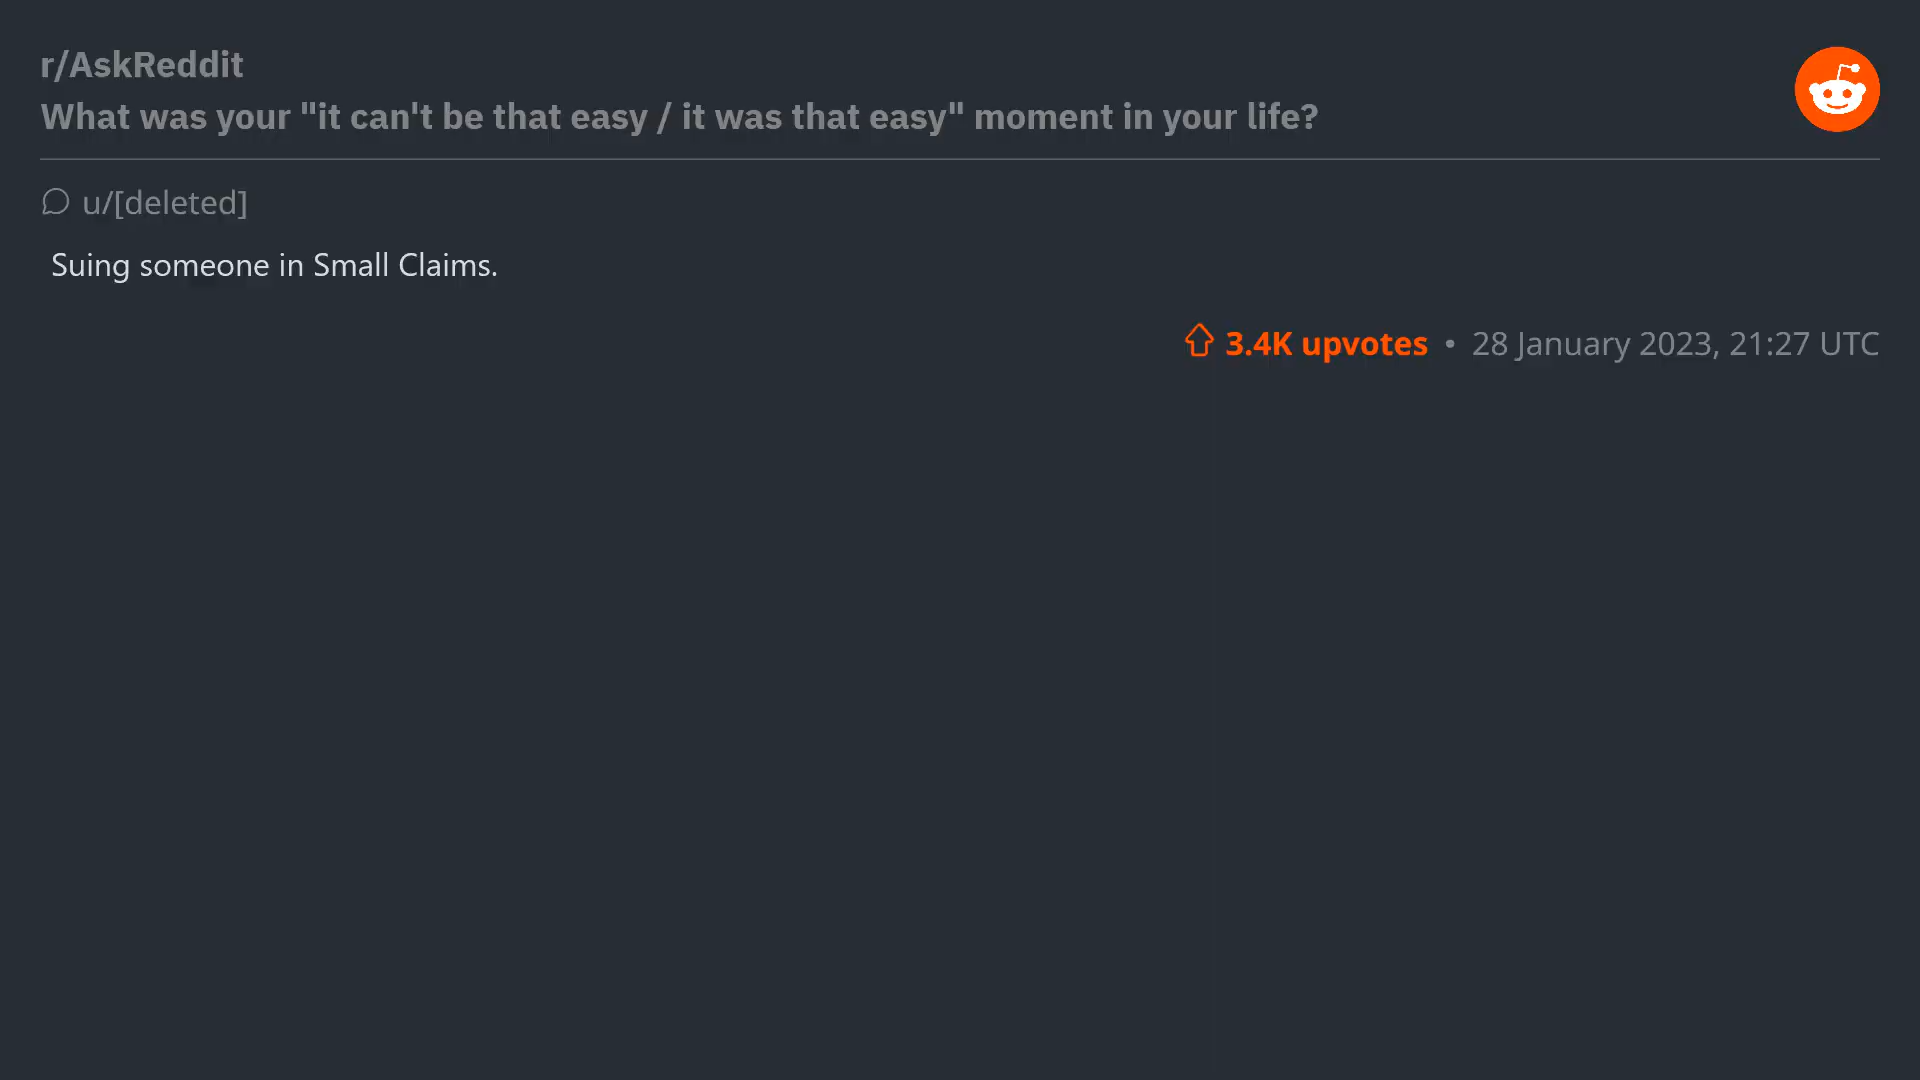 r/AskReddit
What was your "it can't be that easy / it was that easy" moment in your life?
u/[deleted]
Suing someone in Small Claims.
3.4K upvotes • 28 January 2023, 21:27 UTC